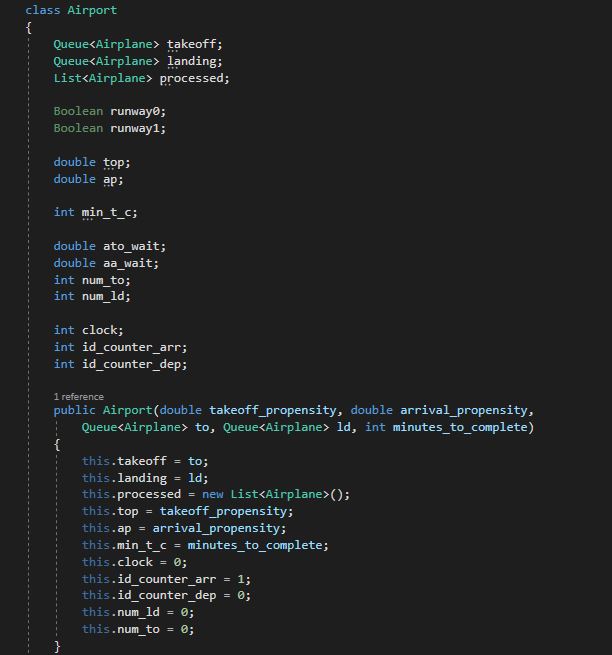 class Airport
{
Queue<Airplane> takeoff;
Queue<Airplane> landing;
List<Airplane> processed;
Boolean runway0;
Boolean runway1;
double top;
double ap;
int min_t_c;
double ato_wait;
double aa_wait;
int num_to;
int num_ld;
int clock;
int id_counter_arr;
int id_counter_dep;
1 reference
public Airport(double takeoff_propensity, double arrival_propensity,
Queue<Airplane> to, Queue<Airplane> ld, int minutes_to_complete)
{
this.takeoff = to;
this.landing = ld;
this.processed = new List<Airplane>();
this.top = takeoff_propensity;
this.ap = arrival_propensity;
this.min_t_c = minutes_to_complete;
this.clock = 0;
this.id_counter_arr = 1;
this.id_counter_dep = 0;
this.num_ld = 0;
this.num_to = 0;
}